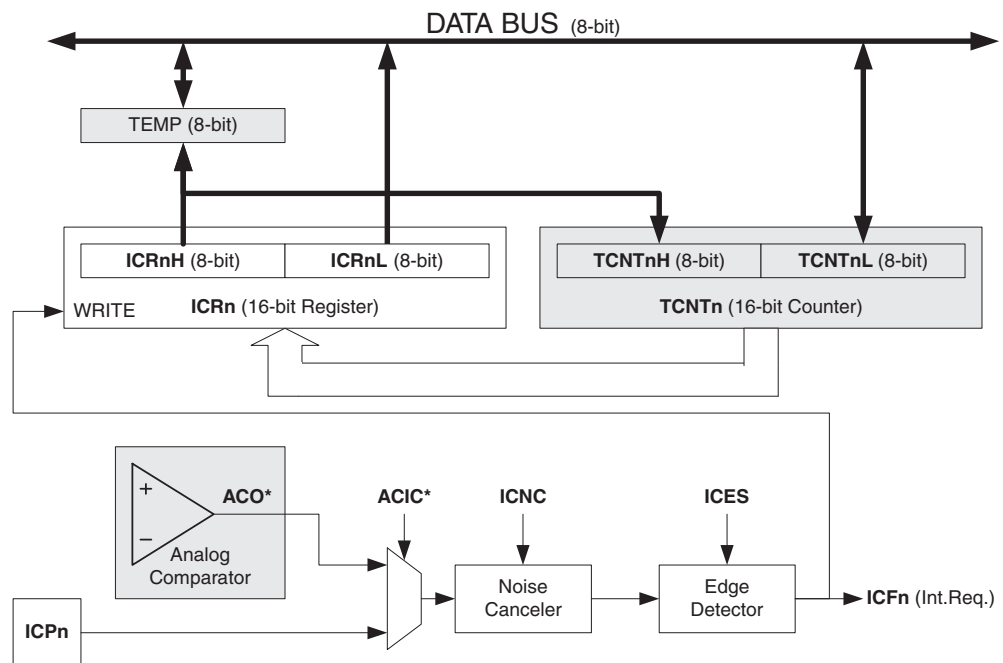 DATA BUS (8-bit)
TEMP (8-bit)
ICRnH (8-bit)
ICRnL (8-bit)
TCNTnH (8-bit)
TCNTnL (8-bit)
WRITE
ICRn (16-bit Register)
TCNTn (16-bit Counter)
+
−
ACO*
Analog
Comparator
ACIC*
ICNC
ICES
Noise
Canceler
Edge
Detector
ICFn (Int.Req.)
ICPn